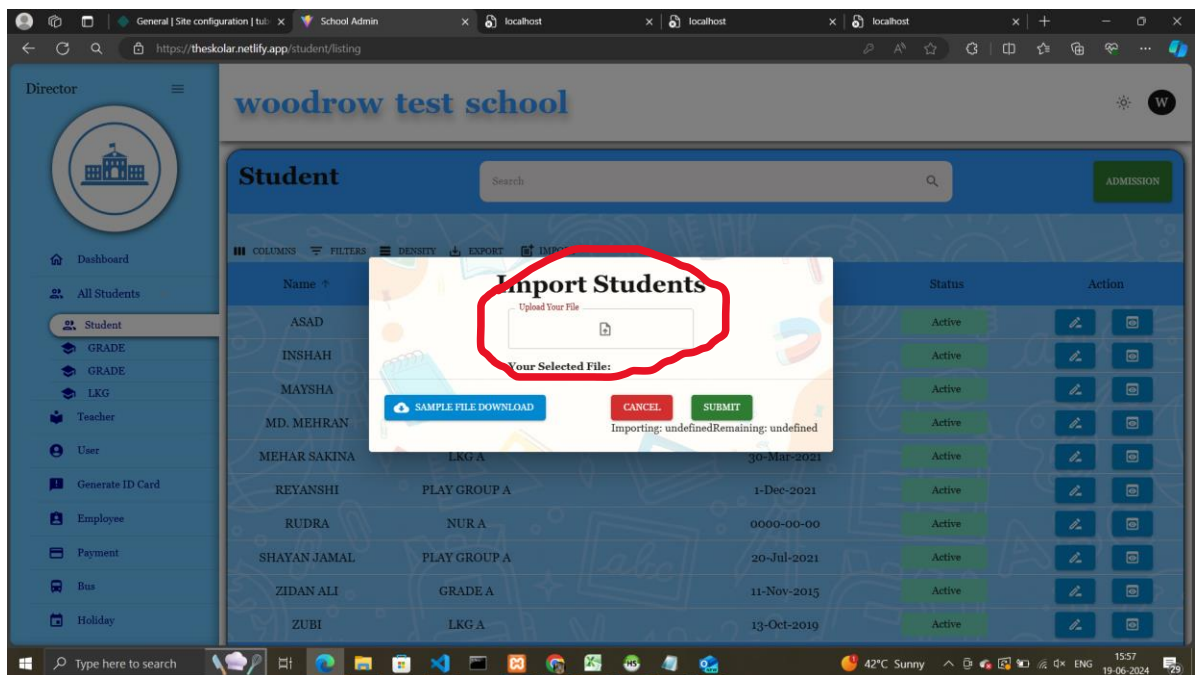 General | Site configuration | tub
School Admin
localhost
localhost
localhost
https://theskolar.netlify.app/student/listing
Director
woodrow test school
W
Student
Search
ADMISSION
COLUMNS FILTERS DENSITY EXPORT
Dashboard
All Students
Student
GRADE
GRADE
LKG
Teacher
User
Generate ID Card
Employee
Payment
Bus
Holiday
Name ↑ Status Action
Import Students
Upload Your File
Your Selected File:
SAMPLE FILE DOWNLOAD CANCEL SUBMIT
Importing: undefinedRemaining: undefined
ASAD Active
INSHAH Active
MAYSHA Active
MD. MEHRAN Active
MEHAR SAKINA LKG A 30-Mar-2021 Active
REYANSHI PLAY GROUP A 1-Dec-2021 Active
RUDRA NUR A 0000-00-00 Active
SHAYAN JAMAL PLAY GROUP A 20-Jul-2021 Active
ZIDAN ALI GRADE A 11-Nov-2015 Active
ZUBI LKG A 13-Oct-2019 Active
Type here to search
42°C Sunny
ENG
15:57
19-06-2024
29